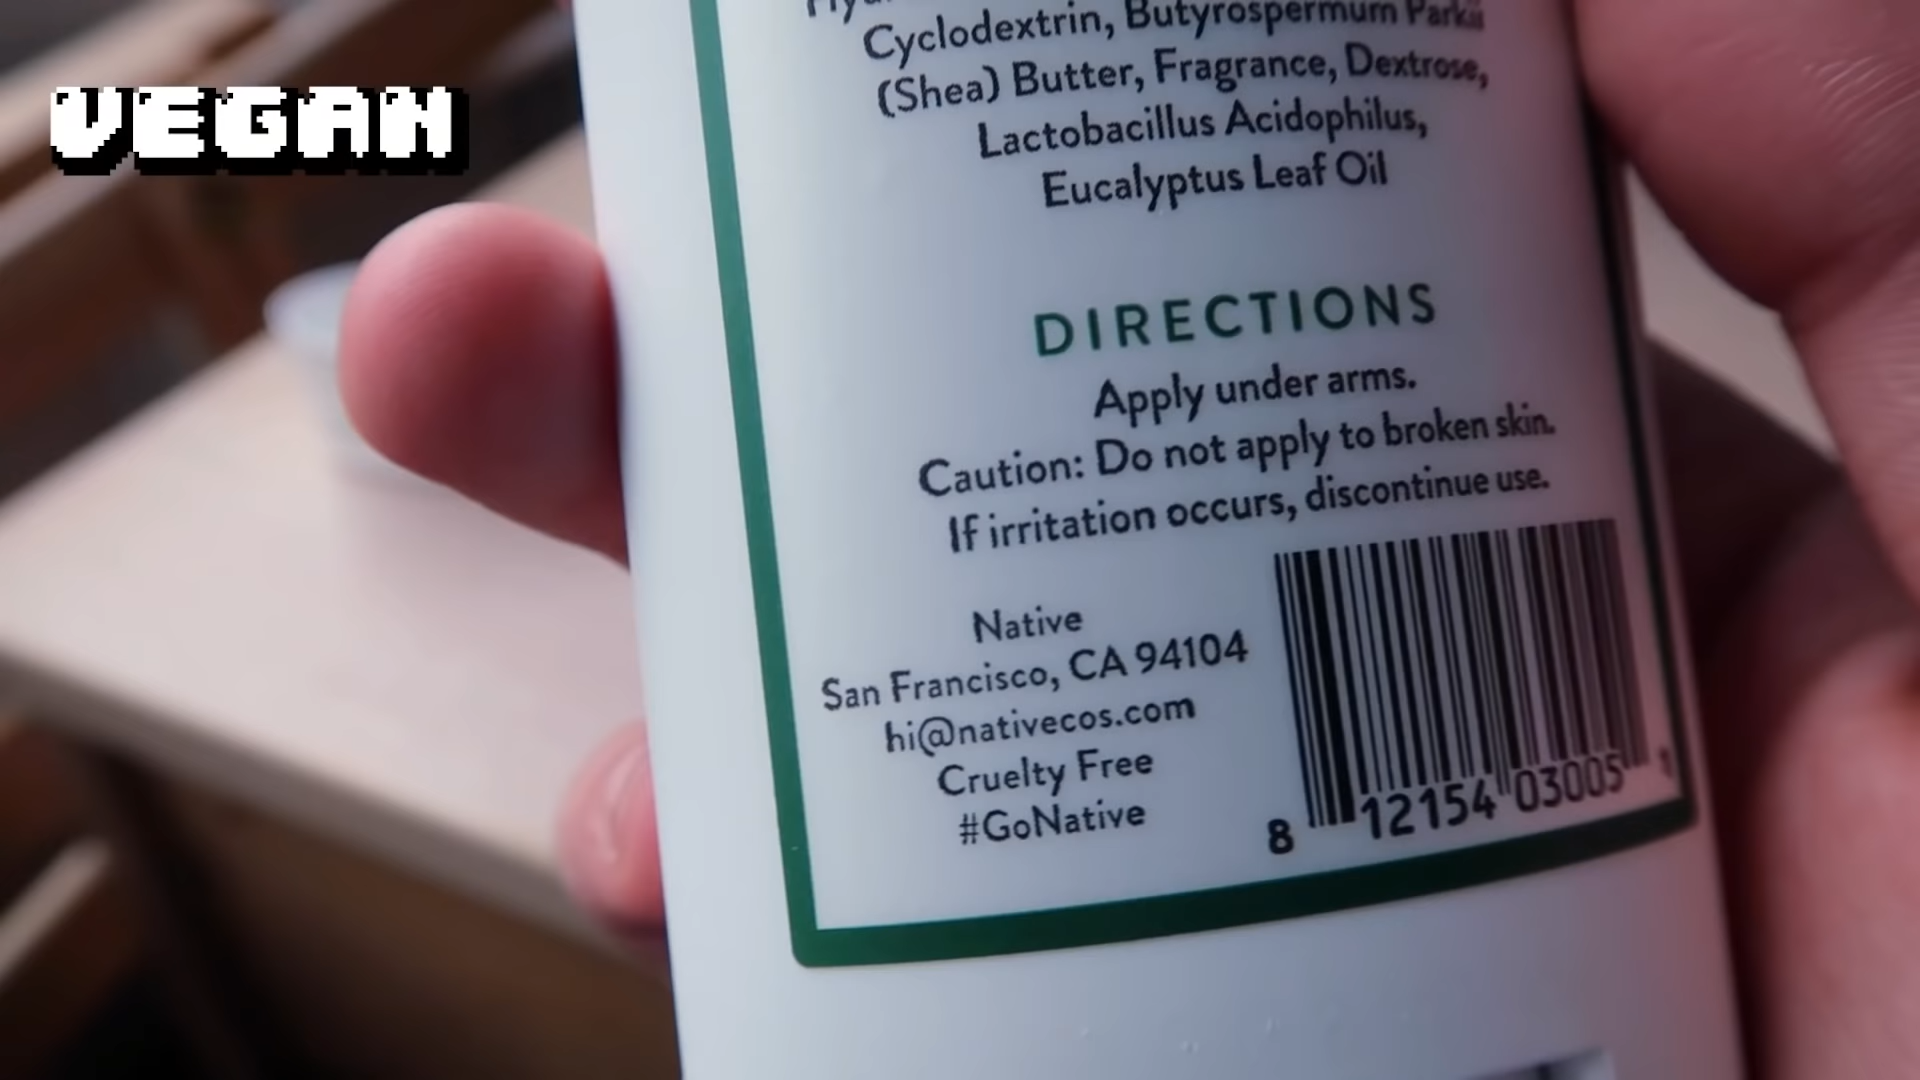 VEGAN
Cyclodextrin, Butyrospermum Parkii
(Shea) Butter, Fragrance, Dextrose,
Lactobacillus Acidophilus,
Eucalyptus Leaf Oil
DIRECTIONS
Apply under arms.
Caution: Do not apply to broken skin.
If irritation occurs, discontinue use.
Native
San Francisco, CA 94104
hi@nativecos.com
Cruelty Free
#GoNative
8 12154 03005 1